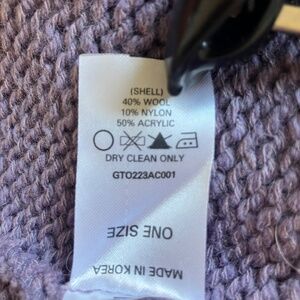 (SHELL)
40% WOOL
10% NYLON
50% ACRYLIC
DRY CLEAN ONLY
GTO223AC001
ONE SIZE
MADE IN KOREA